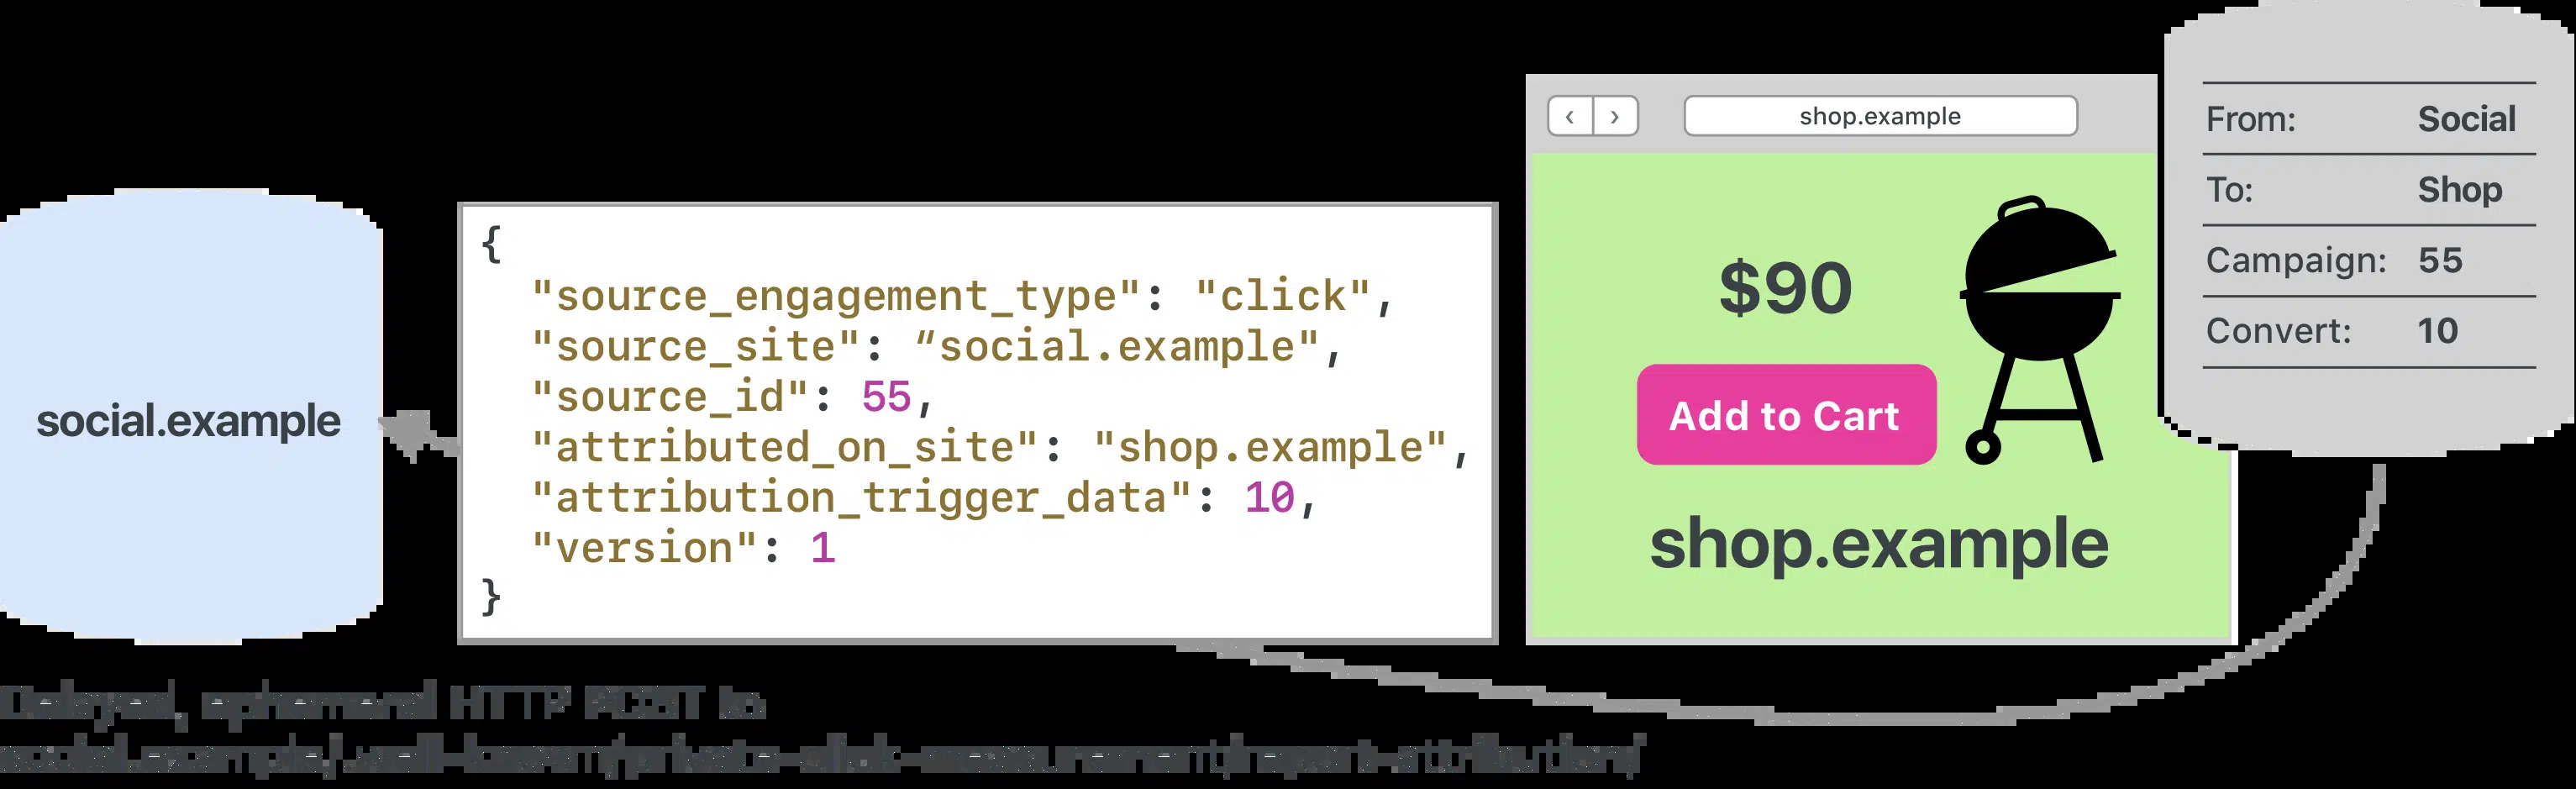 social.example
{
"source_engagement_type": "click",
"source_site": “social.example",
"source_id": 55,
"attributed_on_site": "shop.example",
"attribution_trigger_data": 10,
"version": 1
}
‹ ›
shop.example
$90
Add to Cart
shop.example
From: Social
To: Shop
Campaign: 55
Convert: 10
Delayed, ephemeral HTTP POST to
social.example/.well-known/private-click-measurement/report-attribution/